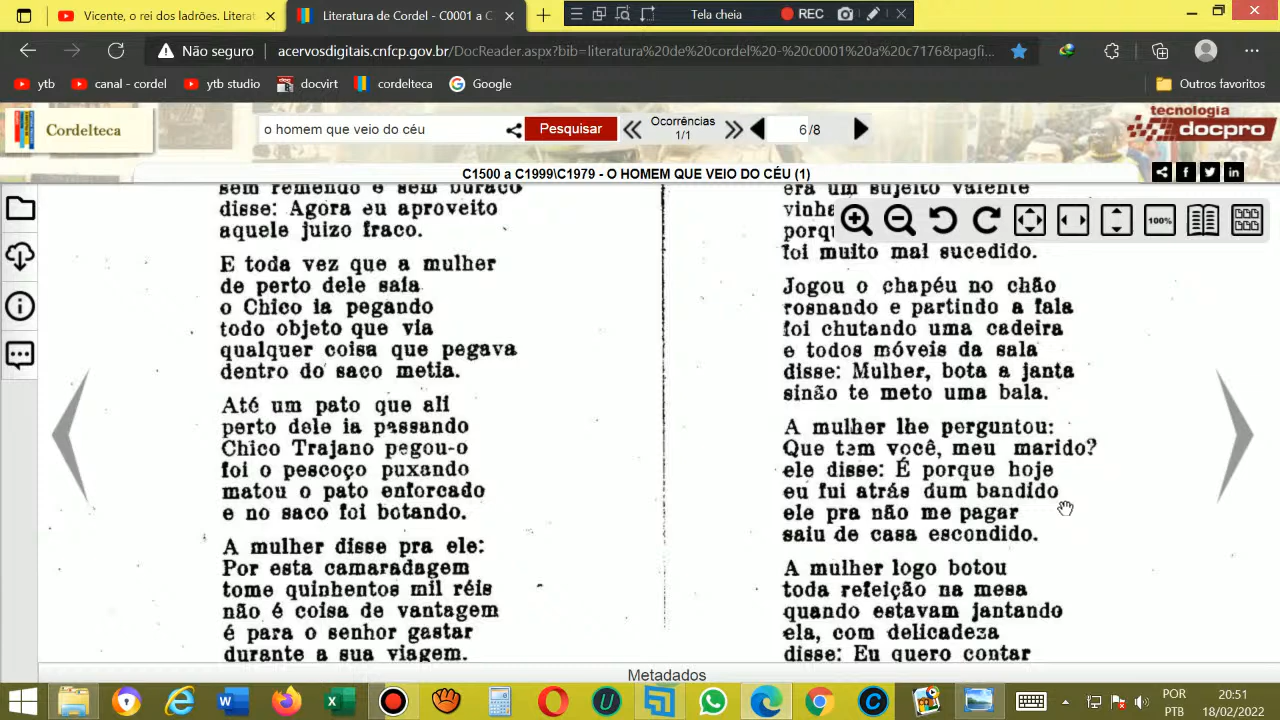 Vicente, o rei dos ladrões. Literat
Literatura de Cordel - C0001 a C
Tela cheia
REC
Não seguro
acervosdigitais.cnfcp.gov.br/DocReader.aspx?bib=literatura%20de%20cordel%20-%20c0001%20a%20c7176&pagfi...
ytb
canal - cordel
ytb studio
docvirt
cordelteca
Google
Outros favoritos
Cordelteca
o homem que veio do céu
Pesquisar
Ocorrências
1/1
6/8
tecnologia
docpro
C1500 a C1999\C1979 - O HOMEM QUE VEIO DO CÉU (1)
100%
sem remendo e sem buraco
disse: Agora eu aproveito
aquele juizo fraco.
E toda vez que a mulher
de perto dele saía
o Chico ia pegando
todo objeto que via
qualquer coisa que pegava
dentro do saco metia.
Até um pato que ali
perto dele ia passando
Chico Trajano pegou-o
foi o pescoço puxando
matou o pato enforcado
e no saco foi botando.
A mulher disse pra ele:
Por esta camaradagem
tome quinhentos mil réis
não é coisa de vantagem
é para o senhor gastar
durante a sua viagem.
era um sujeito valente
vinha
porqu
foi muito mal sucedido.
Jogou o chapéu no chão
rosnando e partindo a fala
foi chutando uma cadeira
e todos móveis da sala
disse: Mulher, bota a janta
sinão te meto uma bala.
A mulher lhe perguntou:
Que tem você, meu marido?
ele disse: É porque hoje
eu fui atrás dum bandido
ele pra não me pagar
saiu de casa escondido.
A mulher logo botou
toda refeição na mesa
quando estavam jantando
ela, com delicadeza
disse: Eu quero contar
Metadados
POR
PTB
20:51
18/02/2022